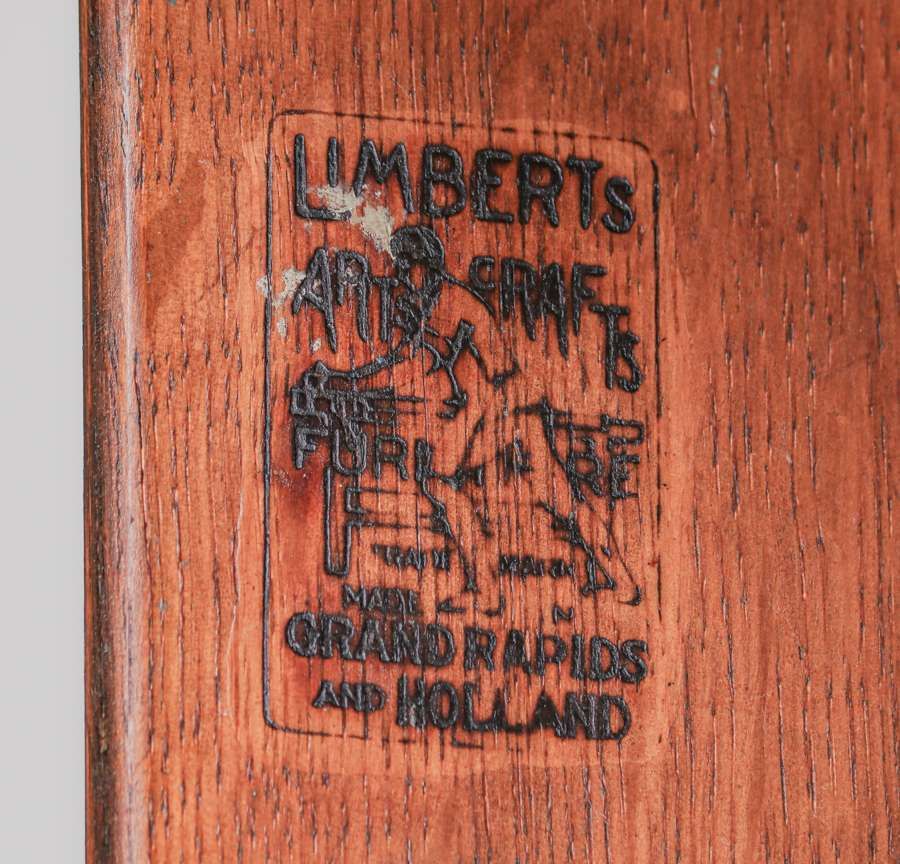 LIMBERTS
ARTS CRAFTS
FURNITURE
TRADE MARK
MADE IN
GRAND RAPIDS
AND HOLLAND